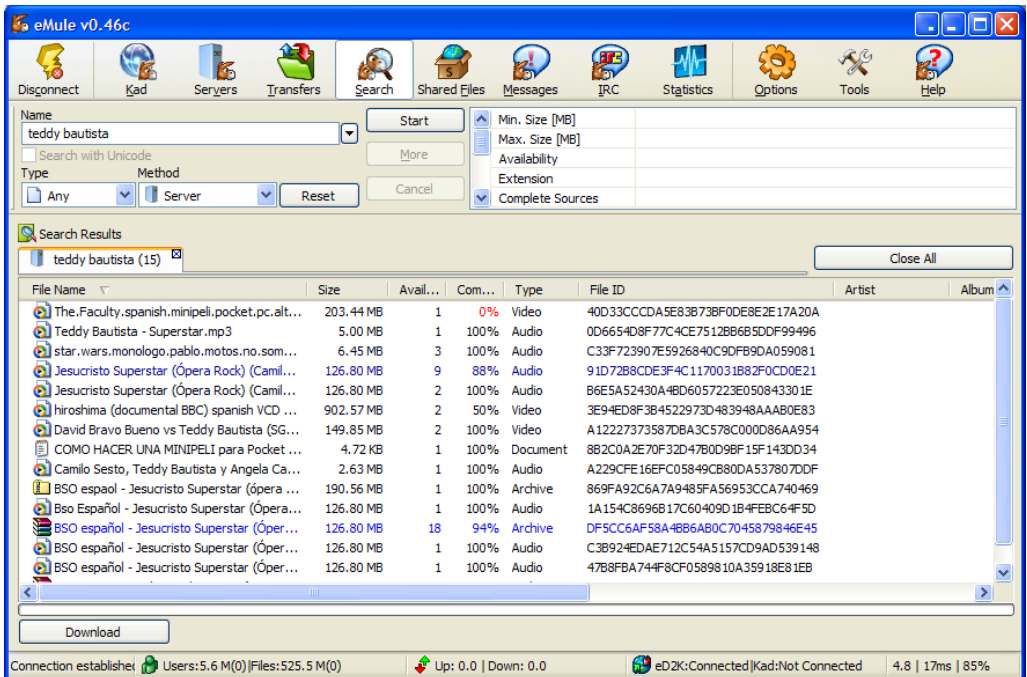 eMule v0.46c
Disconnect Kad Servers Transfers Search Shared Files Messages IRC Statistics Options Tools Help
Name
teddy bautista
Search with Unicode
Type Method
Any Server Reset
Start
More
Cancel
Min. Size [MB]
Max. Size [MB]
Availability
Extension
Complete Sources
Search Results
teddy bautista (15) Close All
File Name Size Avail... Com... Type File ID Artist Album
The.Faculty.spanish.minipeli.pocket.pc.alt... 203.44 MB 1 0% Video 40D33CCCDA5E83B73BF0DE8E2E17A20A
Teddy Bautista - Superstar.mp3 5.00 MB 1 100% Audio 0D6654D8F77C4CE7512BB6B5DDF99496
star.wars.monologo.pablo.motos.no.som... 6.45 MB 3 100% Audio C33F723907E5926840C9DFB9DA059081
Jesucristo Superstar (Ópera Rock) (Camil... 126.80 MB 9 88% Audio 91D72B8CDE3F4C1170031B82F0CD0E21
Jesucristo Superstar (Ópera Rock) (Camil... 126.80 MB 2 100% Audio B6E5A52430A4BD6057223E050843301E
hiroshima (documental BBC) spanish VCD ... 902.57 MB 2 50% Video 3E94ED8F3B4522973D483948AAAB0E83
David Bravo Bueno vs Teddy Bautista (SG... 149.85 MB 2 100% Video A12227373587DBA3C578C000D86AA954
COMO HACER UNA MINIPELI para Pocket ... 4.72 KB 1 100% Document 8B2C0A2E70F32D47B0D9BF15F143DD34
Camilo Sesto, Teddy Bautista y Angela Ca... 2.63 MB 1 100% Audio A229CFE16EFC05849CB80DA537807DDF
BSO espaol - Jesucristo Superstar (ópera ... 190.56 MB 1 100% Archive 869FA92C6A7A9485FA56953CCA740469
Bso Español - Jesucristo Superstar (Ópera... 126.80 MB 1 100% Audio 1A154C8696B17C60409D1B4FEBC64F5D
BSO español - Jesucristo Superstar (Óper... 126.80 MB 18 94% Archive DF5CC6AF58A4BB6AB0C7045879846E45
BSO español - Jesucristo Superstar (Óper... 126.80 MB 1 100% Audio C3B924EDAE712C54A5157CD9AD539148
BSO español - Jesucristo Superstar (Óper... 126.80 MB 1 100% Audio 47B8FBA744F8CF0589810A35918E81EB
Download
Connection established Users:5.6 M(0)|Files:525.5 M(0) Up: 0.0 | Down: 0.0 eD2K:Connected|Kad:Not Connected 4.8 | 17ms | 85%